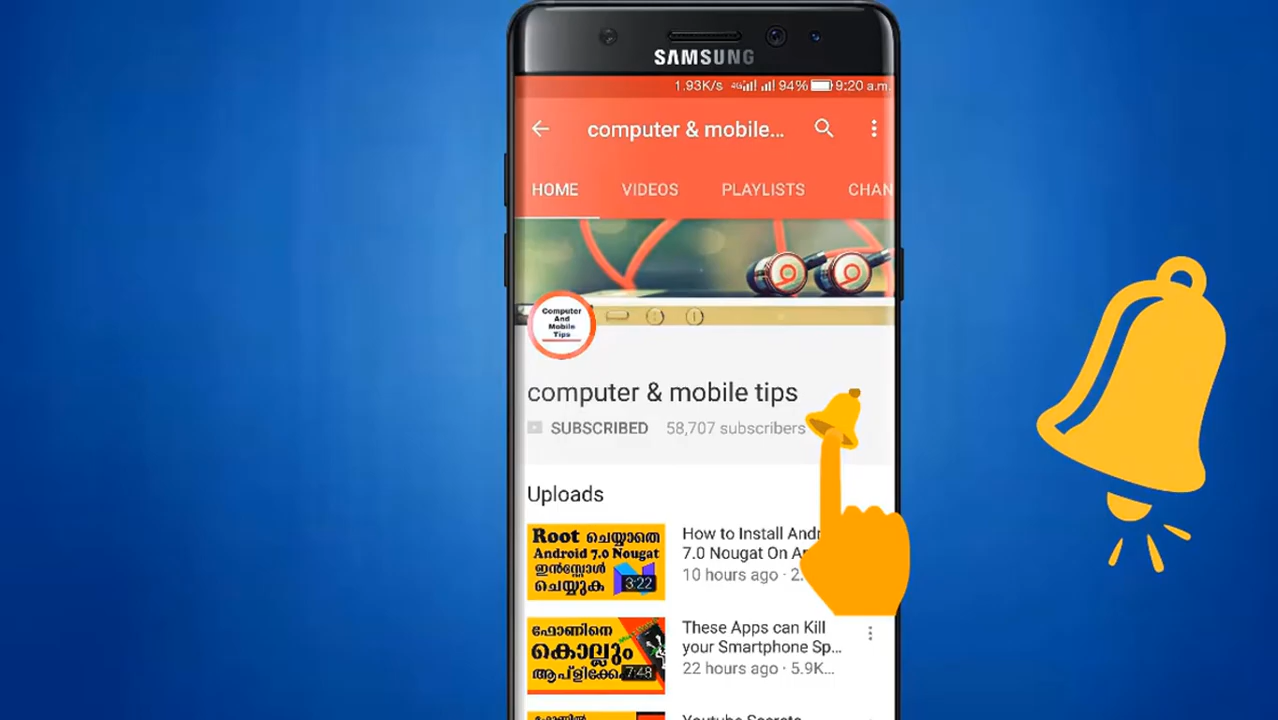 SAMSUNG
1.93K/s 4G 94% 9:20 a.m.
computer & mobile...
HOME VIDEOS PLAYLISTS CHAN
Computer
And
Mobile
Tips
computer & mobile tips
SUBSCRIBED 58,707 subscribers
Uploads
Root ചെയ്യാതെ
Android 7.0 Nougat
ഇൻസ്റ്റോൾ
ചെയ്യുക 3:22
How to Install Andr
7.0 Nougat On A
10 hours ago · 2.
ഫോണിനെ
കൊല്ലും
ആപ്ളിക്കേ 7:48
These Apps can Kill
your Smartphone Sp...
22 hours ago · 5.9K...
Youtube Secrets